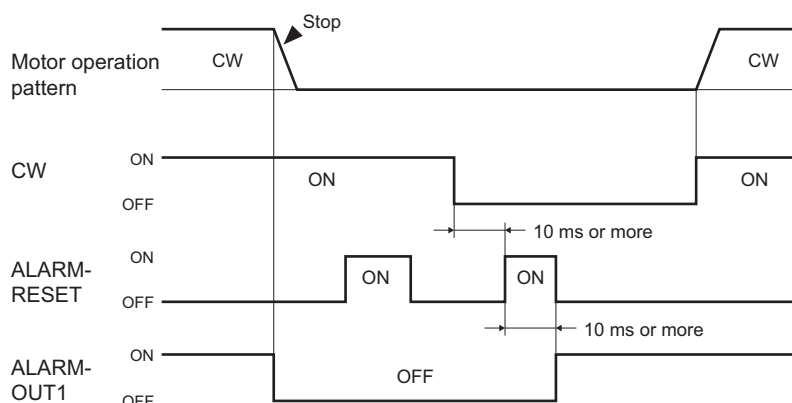 Stop
Motor operation
pattern
CW
CW
CW
ON
ON
ON
OFF
10 ms or more
ALARM-
RESET
ON
ON
ON
OFF
10 ms or more
ALARM-
OUT1
ON
OFF
OFF